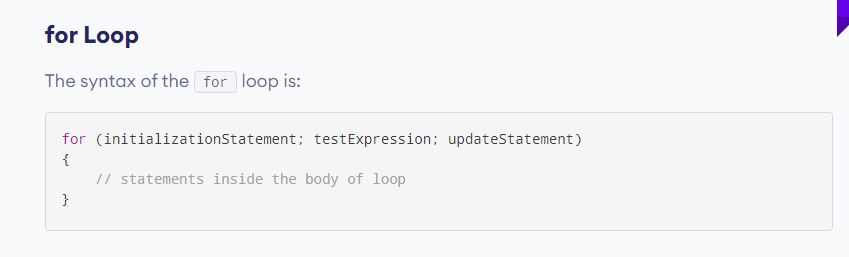 for Loop
The syntax of the for loop is:
for (initializationStatement; testExpression; updateStatement)
{
    // statements inside the body of loop
}